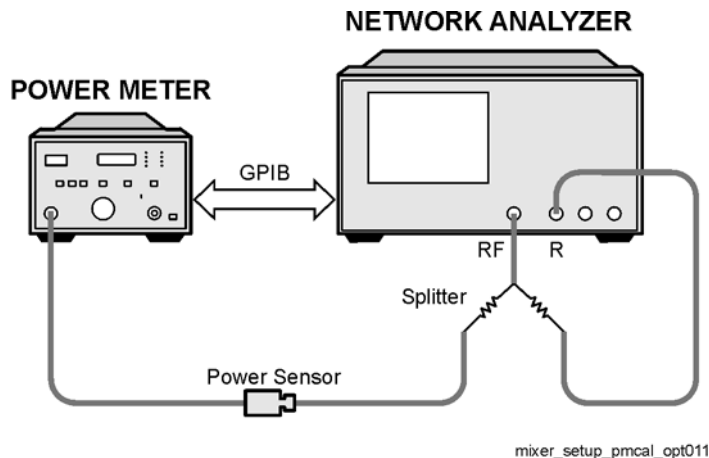 NETWORK ANALYZER
POWER METER
GPIB
RF
R
Splitter
Power Sensor
mixer_setup_pmcal_opt011